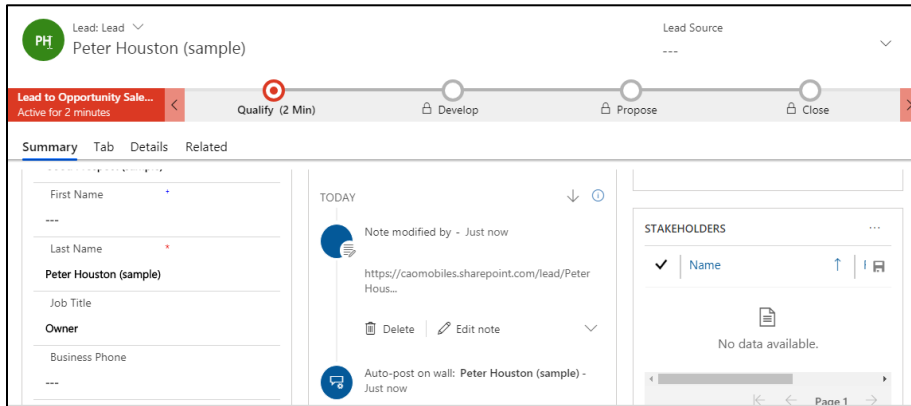 PH
Lead: Lead
Peter Houston (sample)
Lead Source
---
Lead to Opportunity Sale...
Active for 2 minutes
Qualify (2 Min)
Develop
Propose
Close
Summary Tab Details Related
First Name +
---
Last Name *
Peter Houston (sample)
Job Title
Owner
Business Phone
---
TODAY
Note modified by - Just now
https://caomobiles.sharepoint.com/lead/Peter
Hous...
Delete
Edit note
Auto-post on wall: Peter Houston (sample) -
Just now
STAKEHOLDERS
...
Name
No data available.
Page 1